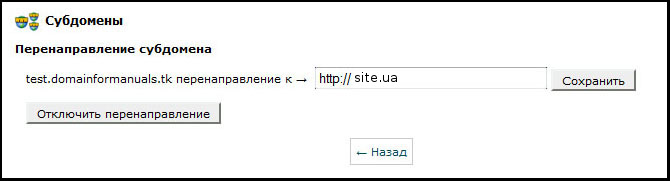 Субдомены
Перенаправление субдомена
test.domainformanuals.tk перенаправление к → http:// site.ua Сохранить
Отключить перенаправление
← Назад